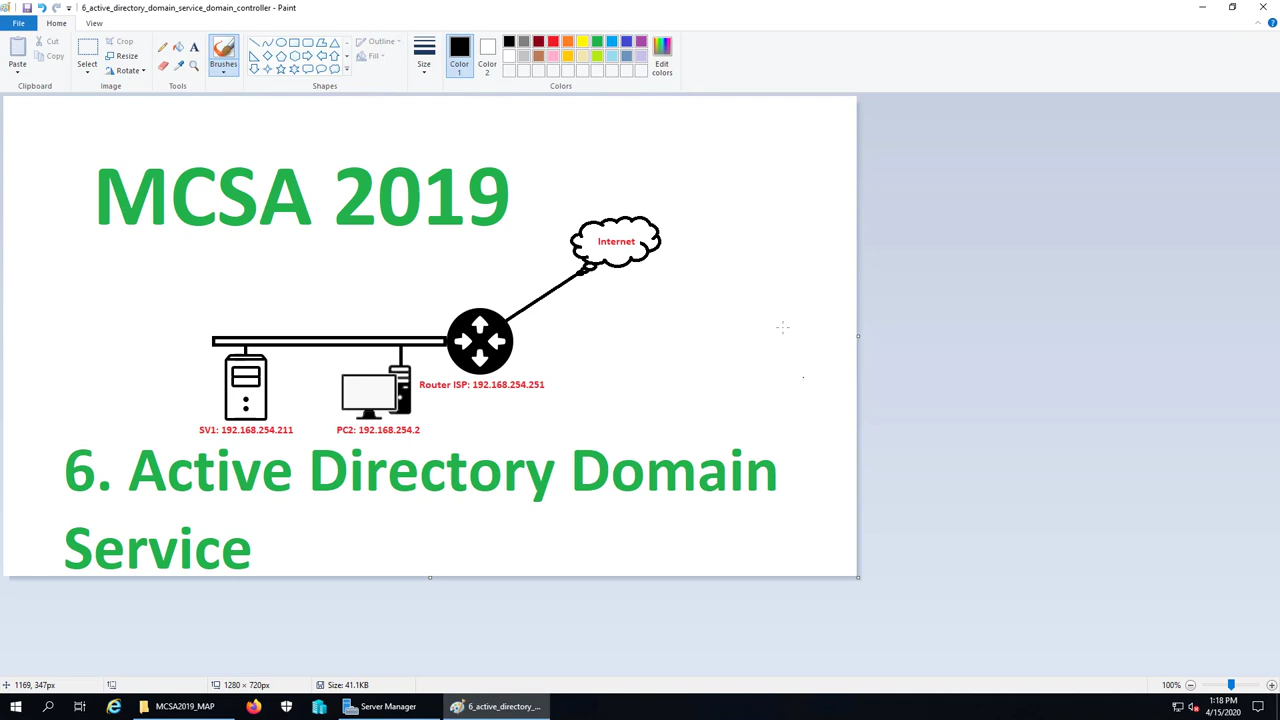 6_active_directory_domain_service_domain_controller - Paint
File
Home
View
Paste
Cut
Copy
Clipboard
Select
Crop
Resize
Rotate
Image
A
Tools
Brushes
Outline
Fill
Shapes
Size
Color 1
Color 2
Edit colors
Colors
MCSA 2019
Internet
Router ISP: 192.168.254.251
SV1: 192.168.254.211
PC2: 192.168.254.2
6. Active Directory Domain
Service
1169, 347px
1280 × 720px
Size: 41.1KB
100%
MCSA2019_MAP
Server Manager
6_active_directory_...
1:18 PM
4/15/2020